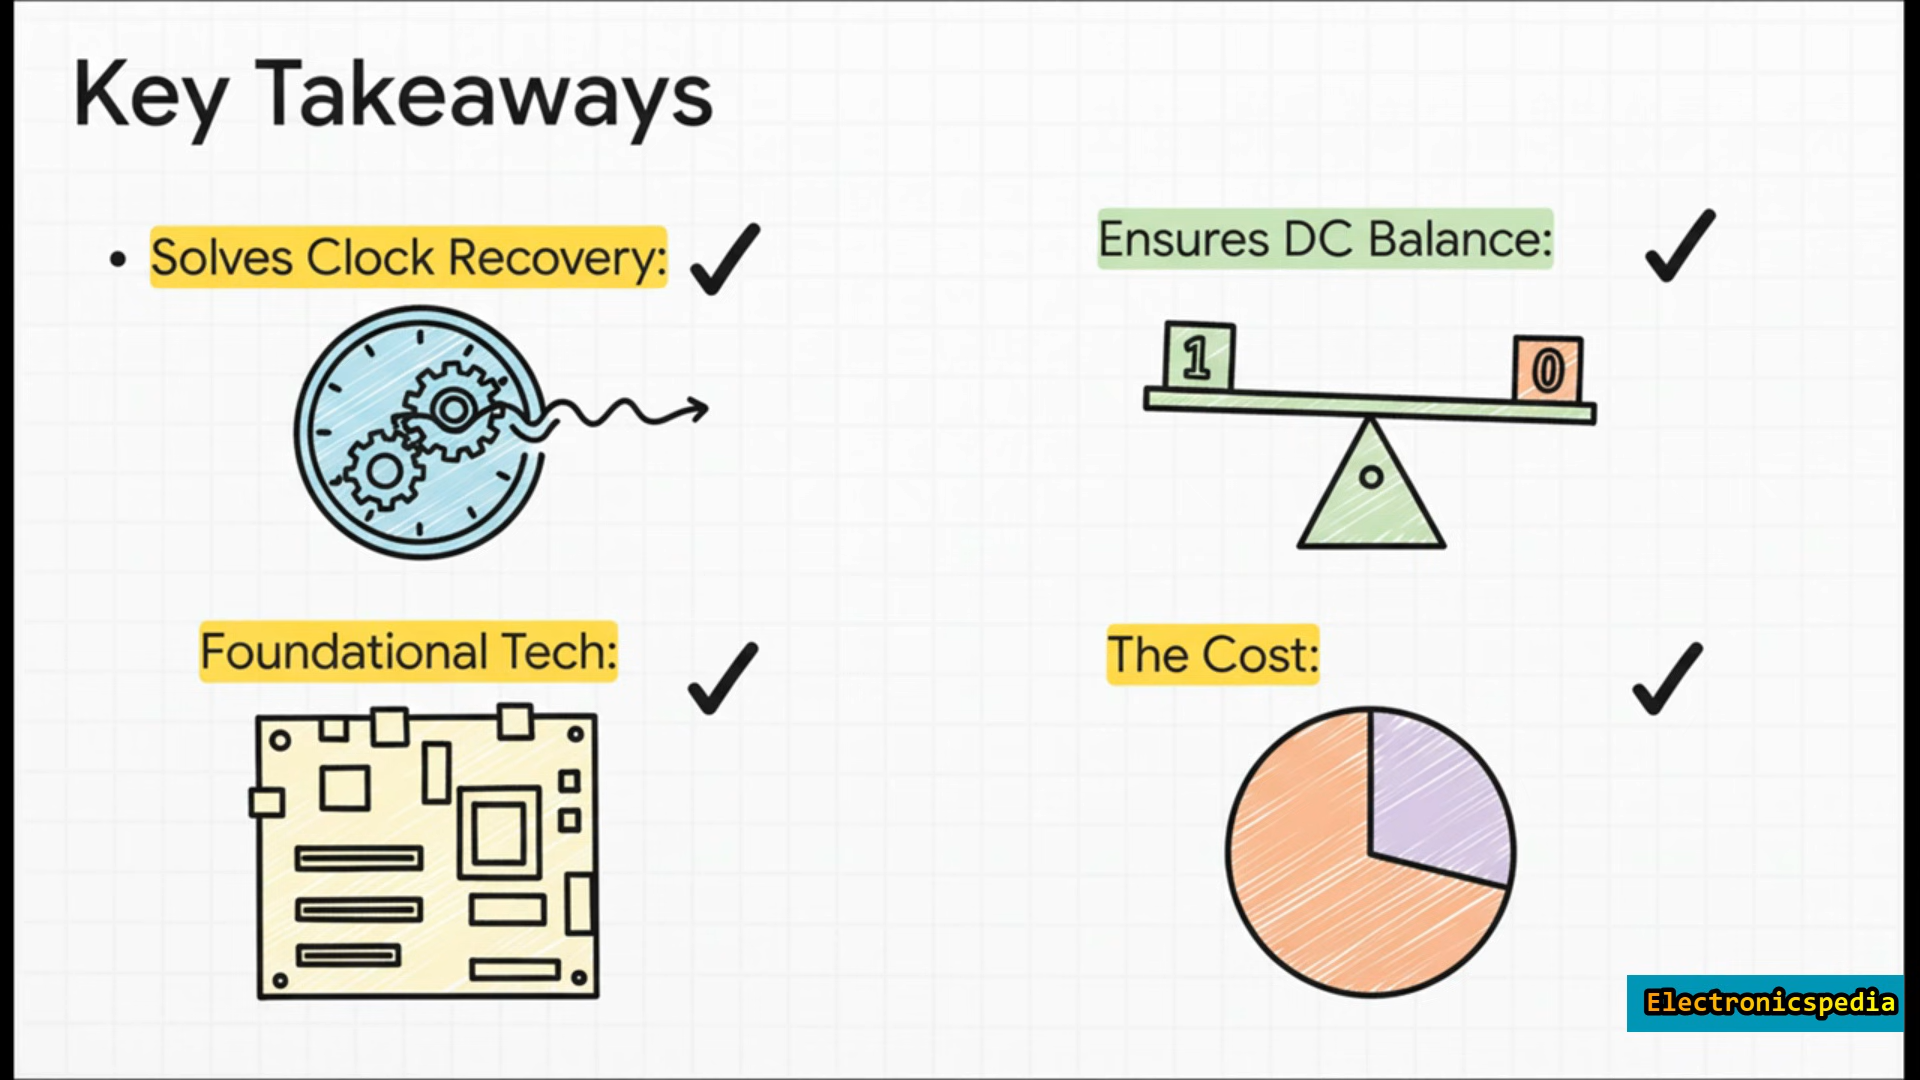 Key Takeaways
• Solves Clock Recovery:
Ensures DC Balance:
1
0
Foundational Tech:
The Cost:
Electronicspedia